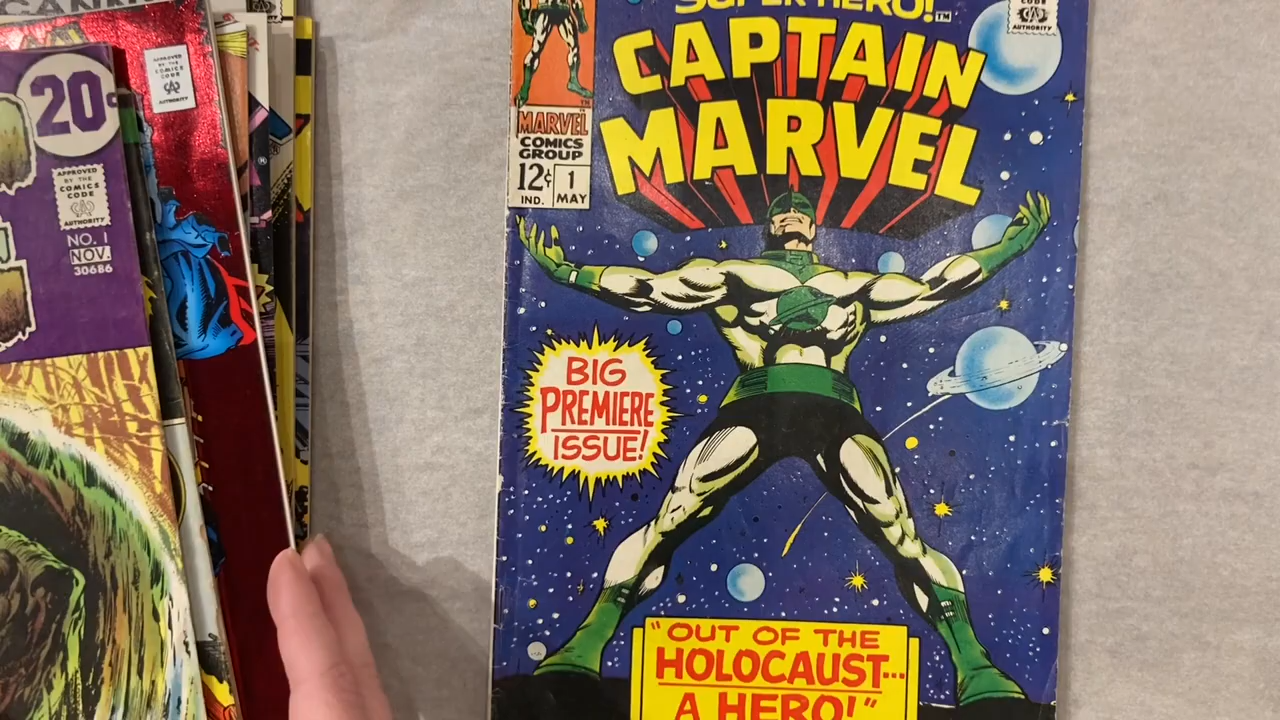 20¢
APPROVED
BY THE
COMICS
CODE
AUTHORITY
NO. 1
NOV.
30686
APPROVED
BY THE
COMICS
CODE
AUTHORITY
SUPER HERO!™
CAPTAIN
MARVEL
MARVEL
COMICS
GROUP
12¢
IND.
1
MAY
CODE
AUTHORITY
BIG
PREMIERE
ISSUE!
"OUT OF THE
HOLOCAUST...
A HERO!"